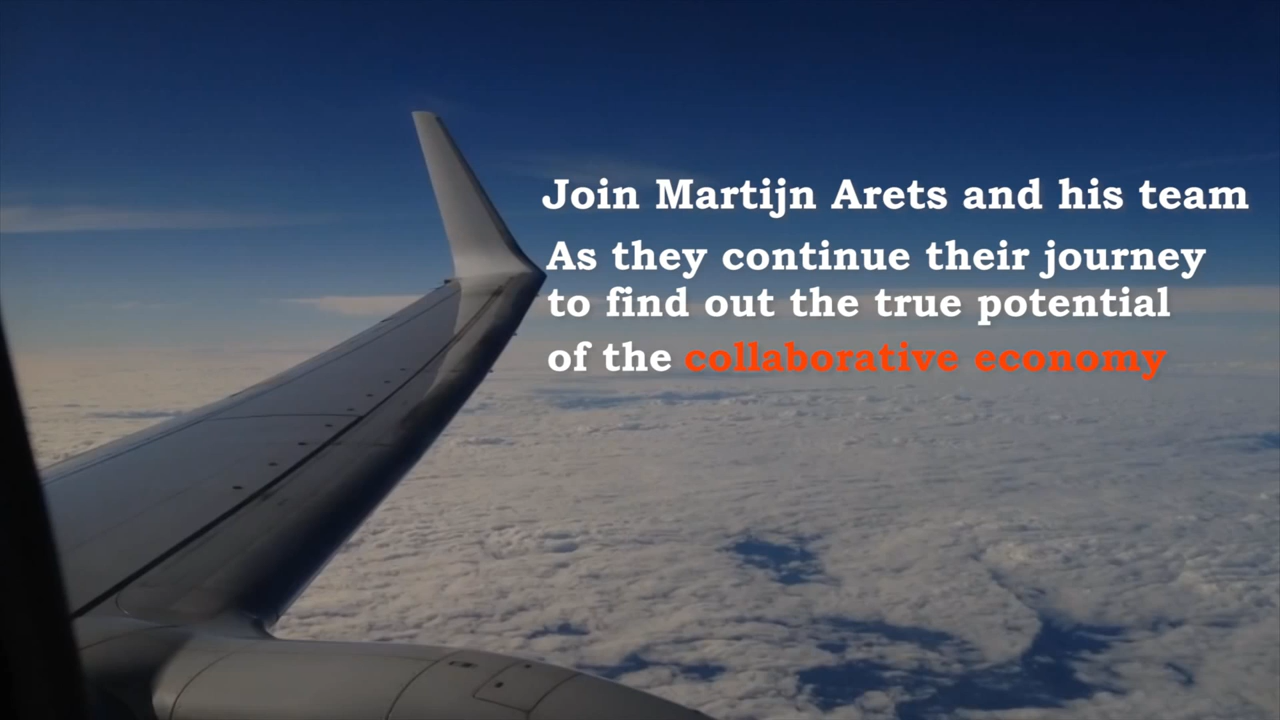 Join Martijn Arets and his team
As they continue their journey
to find out the true potential
of the collaborative economy